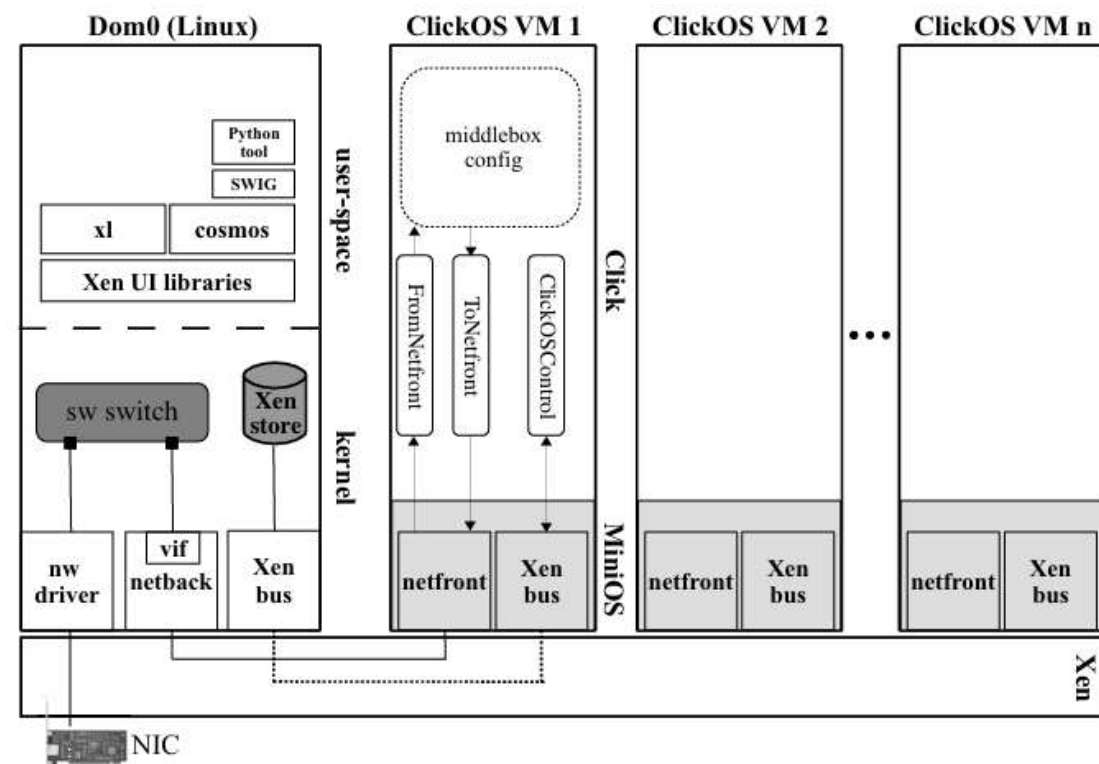 Dom0 (Linux)
ClickOS VM 1
ClickOS VM 2
ClickOS VM n
Python
tool
SWIG
xl
cosmos
Xen UI libraries
user-space
sw switch
Xen
store
kernel
nw
driver
vif
netback
Xen
bus
middlebox
config
FromNetfront
ToNetfront
ClickOSControl
Click
netfront
Xen
bus
MiniOS
netfront
Xen
bus
...
netfront
Xen
bus
Xen
NIC